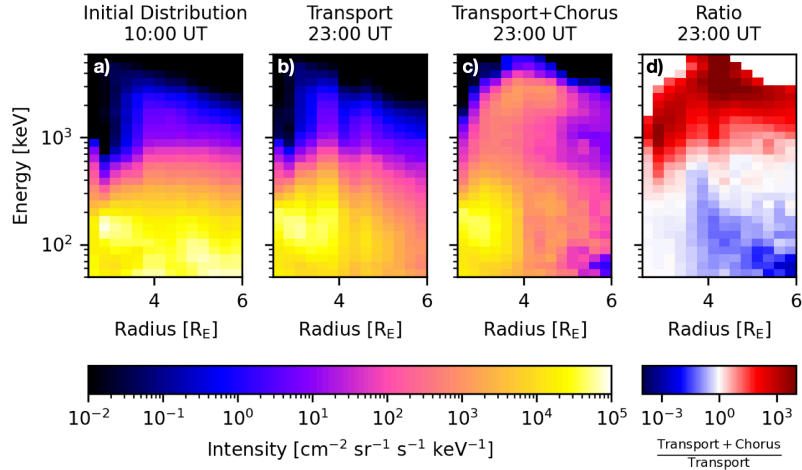 Initial Distribution
10:00 UT
Transport
23:00 UT
Transport+Chorus
23:00 UT
Ratio
23:00 UT
a)
b)
c)
d)
Energy [keV]
10³
10²
4
6
4
6
4
6
4
6
Radius [R_E]
Radius [R_E]
Radius [R_E]
Radius [R_E]
10⁻² 10⁻¹ 10⁰ 10¹ 10² 10³ 10⁴ 10⁵
Intensity [cm⁻² sr⁻¹ s⁻¹ keV⁻¹]
10⁻³ 10⁰ 10³
Transport + Chorus
Transport